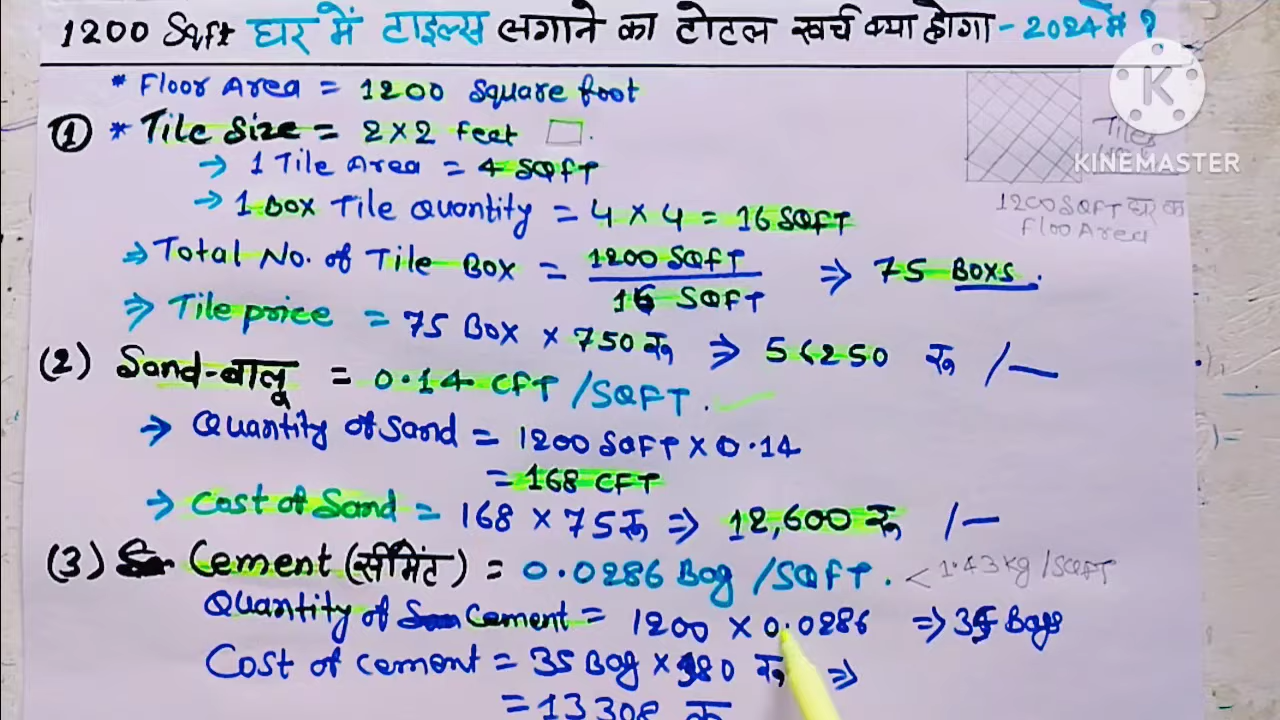 1200 Sqft घर में टाइल्स लगाने का टोटल खर्च क्या होगा - 2024 में ?
* Floor Area = 1200 Square foot
① * Tile Size = 2×2 feet
→ 1 Tile Area = 4 SQFT
→ 1 Box Tile Quantity = 4 × 4 = 16 SQFT
⇒ Total No. of Tile Box = 1200 SQFT / 16 SQFT ⇒ 75 Boxs.
⇒ Tile price = 75 Box × 750 रु ⇒ 56250 रु /—
(2) Sand-बालू = 0.14 CFT /SQFT.
→ Quantity of Sand = 1200 SQFT × 0.14
= 168 CFT
→ Cost of Sand = 168 × 75 रु ⇒ 12,600 रु /—
(3) Cement (सीमेंट) = 0.0286 Bag /SQFT. < 1.43 kg /SQFT
Quantity of Cement = 1200 × 0.0286 ⇒ 35 Bags
Cost of cement = 35 Bag × 380 रु ⇒
= 13308 रु
K
KINEMASTER
Tiles
1200 SQFT घर का
Floo Area